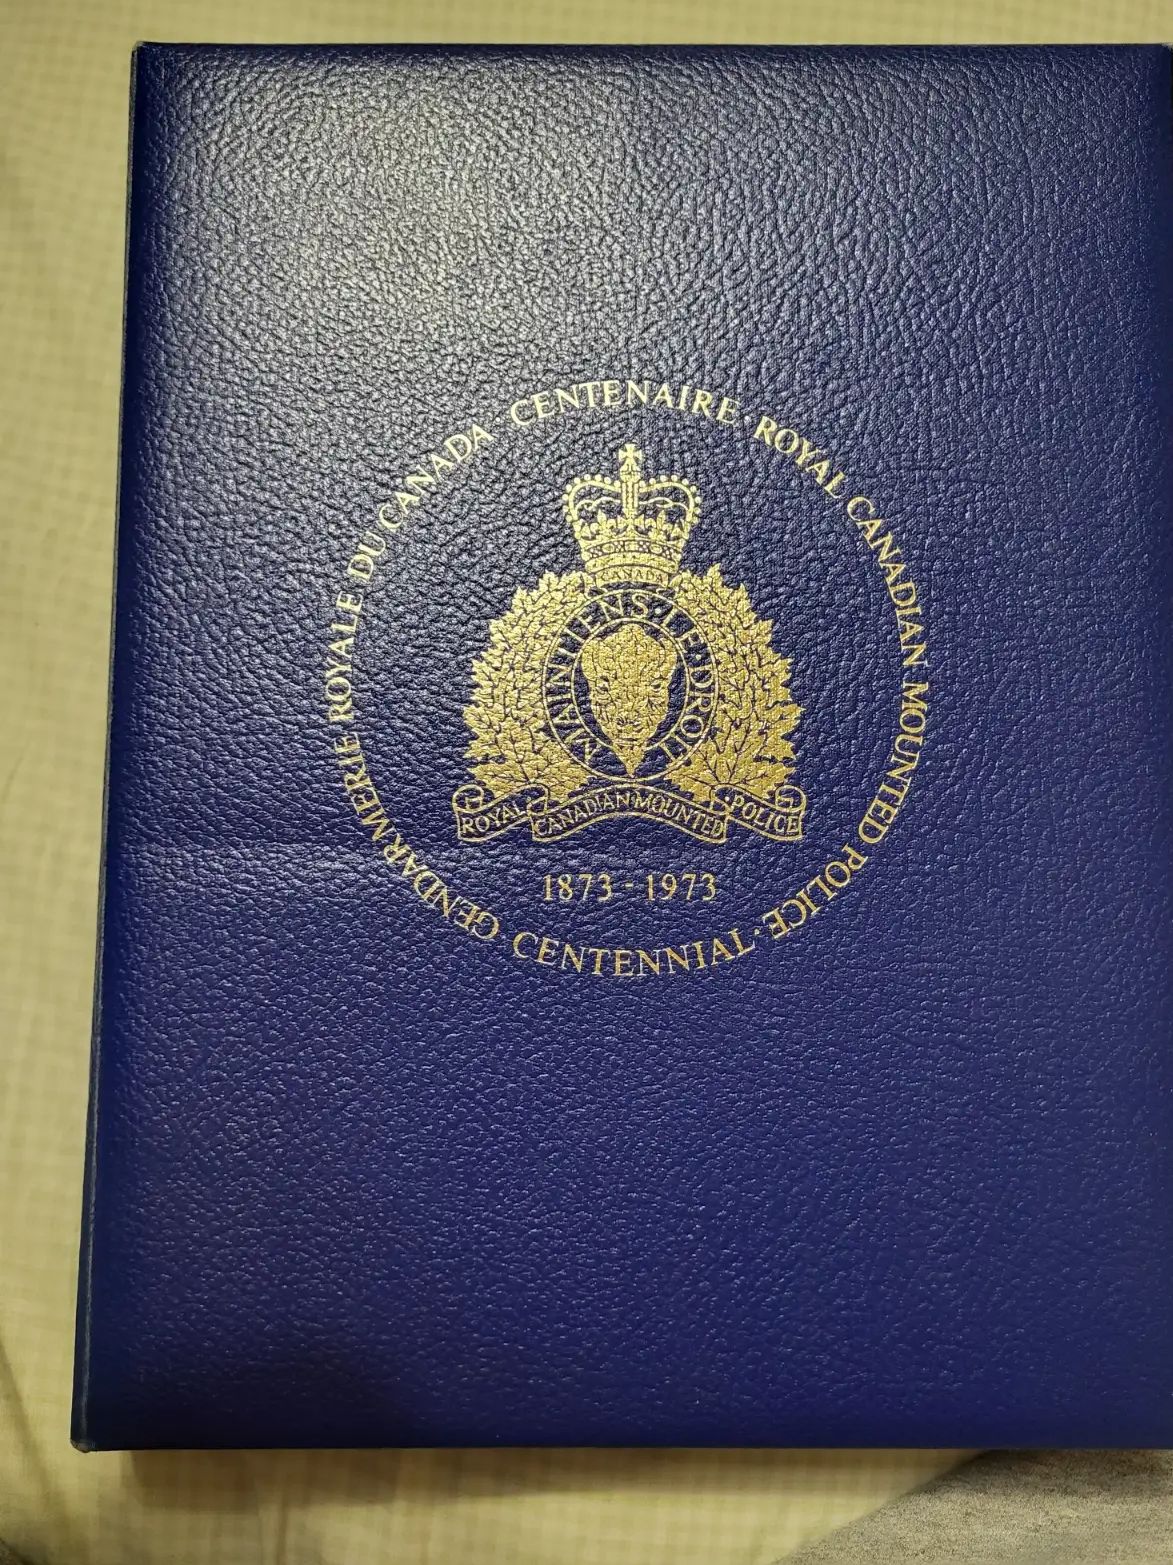 GENDARMERIE ROYALE DU CANADA · CENTENAIRE · ROYAL CANADIAN MOUNTED POLICE · CENTENNIAL ·
CANADA
MAINTIENS LE DROIT
ROYAL CANADIAN MOUNTED POLICE
1873 - 1973